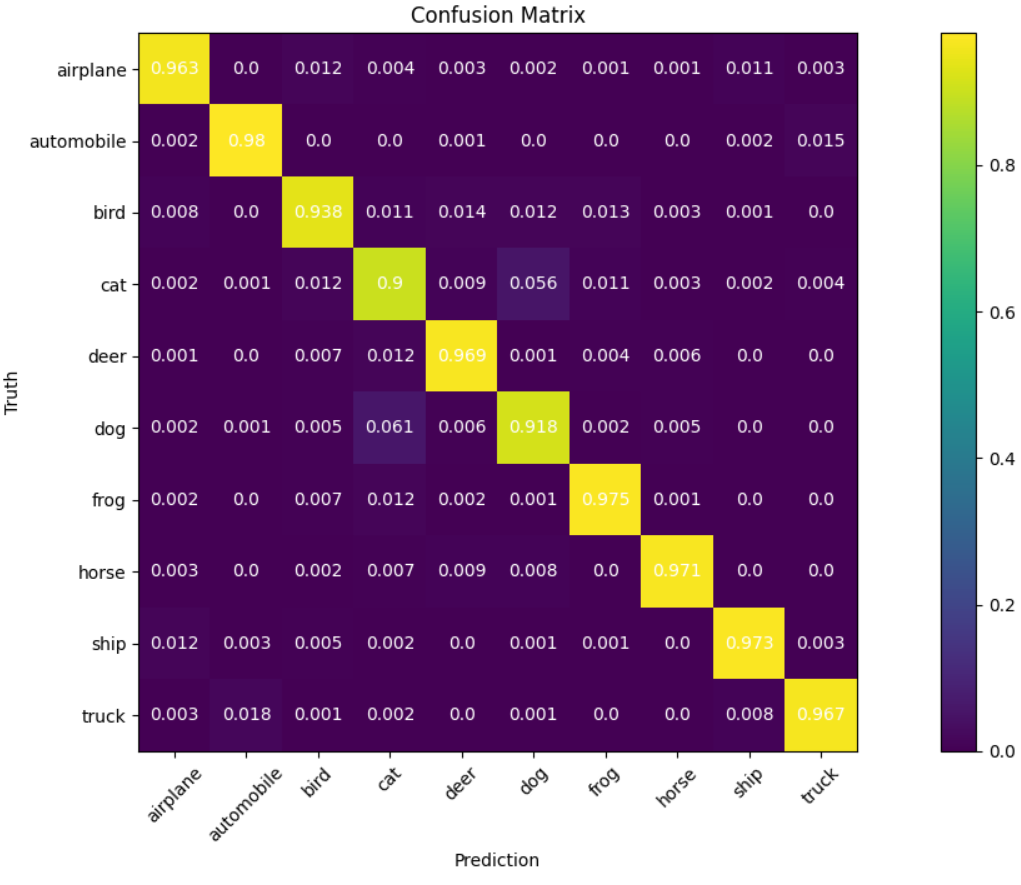 Confusion Matrix
airplane 0.963 0.0 0.012 0.004 0.003 0.002 0.001 0.001 0.011 0.003
automobile 0.002 0.98 0.0 0.0 0.001 0.0 0.0 0.0 0.002 0.015
bird 0.008 0.0 0.938 0.011 0.014 0.012 0.013 0.003 0.001 0.0
cat 0.002 0.001 0.012 0.9 0.009 0.056 0.011 0.003 0.002 0.004
deer 0.001 0.0 0.007 0.012 0.969 0.001 0.004 0.006 0.0 0.0
dog 0.002 0.001 0.005 0.061 0.006 0.918 0.002 0.005 0.0 0.0
frog 0.002 0.0 0.007 0.012 0.002 0.001 0.975 0.001 0.0 0.0
horse 0.003 0.0 0.002 0.007 0.009 0.008 0.0 0.971 0.0 0.0
ship 0.012 0.003 0.005 0.002 0.0 0.001 0.001 0.0 0.973 0.003
truck 0.003 0.018 0.001 0.002 0.0 0.001 0.0 0.0 0.008 0.967
airplane automobile bird cat deer dog frog horse ship truck
Prediction
Truth
0.8
0.6
0.4
0.2
0.0